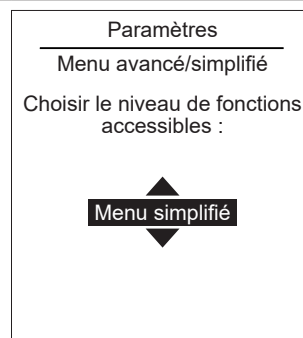 Paramètres
Menu avancé/simplifié
Choisir le niveau de fonctions
accessibles :
Menu simplifié